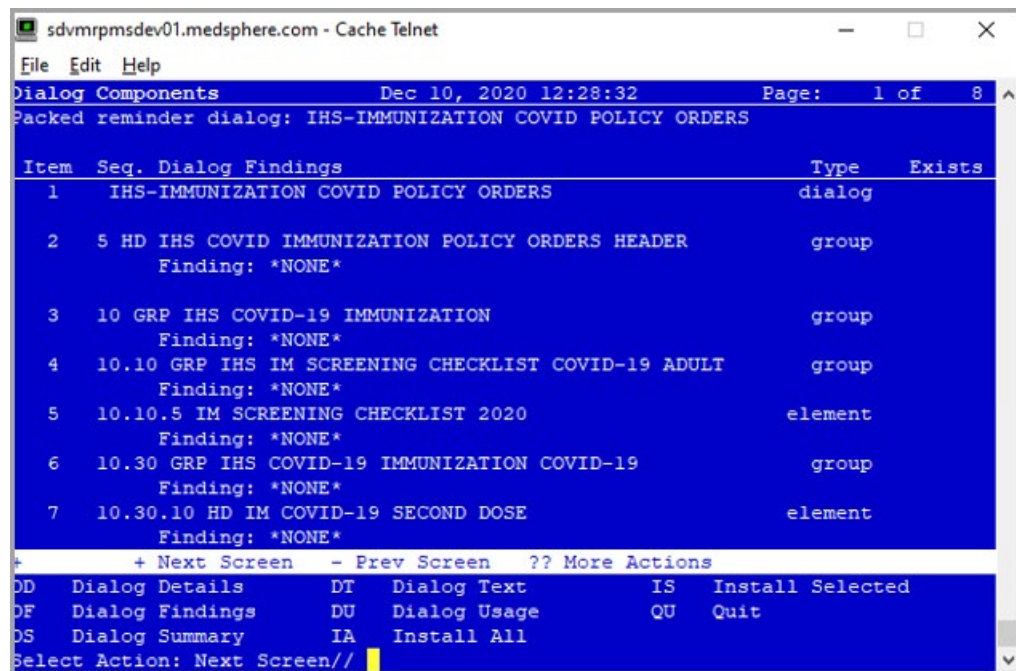 sdvmrpmsdev01.medsphere.com - Cache Telnet
File Edit Help
Dialog Components Dec 10, 2020 12:28:32 Page: 1 of 8
Packed reminder dialog: IHS-IMMUNIZATION COVID POLICY ORDERS
Item Seq. Dialog Findings Type Exists
1 IHS-IMMUNIZATION COVID POLICY ORDERS dialog
2 5 HD IHS COVID IMMUNIZATION POLICY ORDERS HEADER group
Finding: *NONE*
3 10 GRP IHS COVID-19 IMMUNIZATION group
Finding: *NONE*
4 10.10 GRP IHS IM SCREENING CHECKLIST COVID-19 ADULT group
Finding: *NONE*
5 10.10.5 IM SCREENING CHECKLIST 2020 element
Finding: *NONE*
6 10.30 GRP IHS COVID-19 IMMUNIZATION COVID-19 group
Finding: *NONE*
7 10.30.10 HD IM COVID-19 SECOND DOSE element
Finding: *NONE*
+ + Next Screen - Prev Screen ?? More Actions
DD Dialog Details DT Dialog Text IS Install Selected
DF Dialog Findings DU Dialog Usage QU Quit
DS Dialog Summary IA Install All
Select Action: Next Screen//